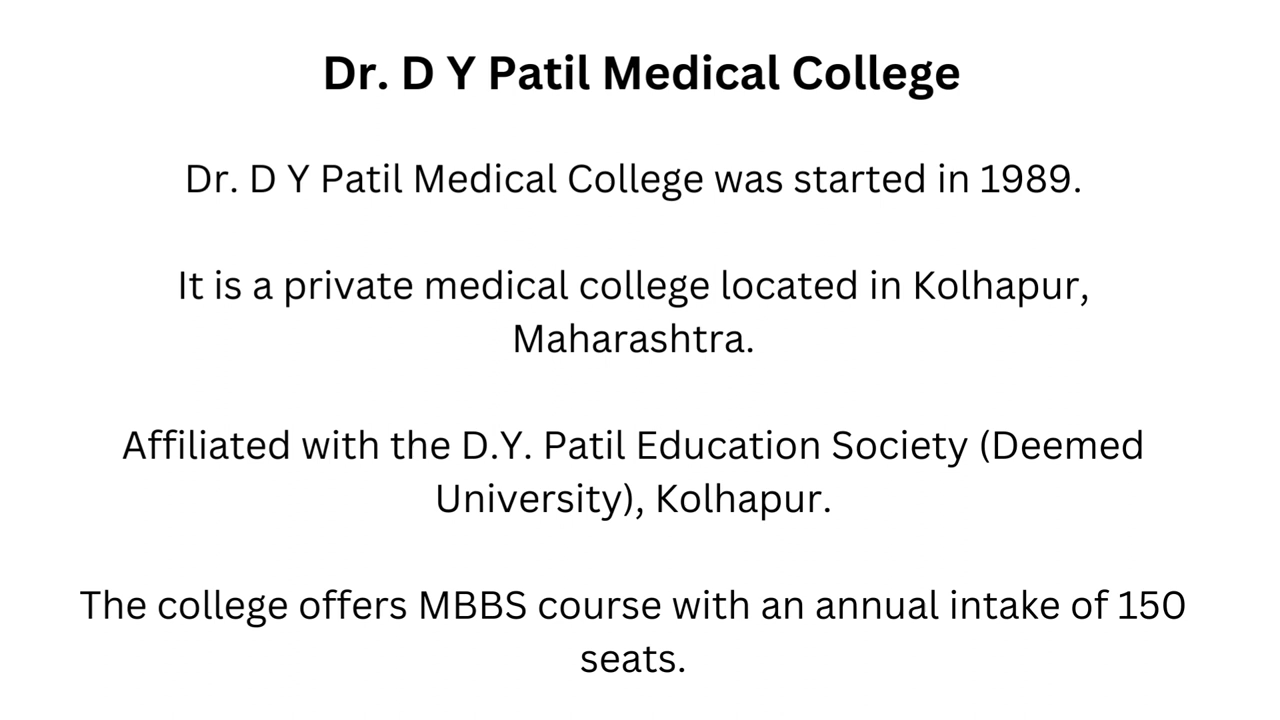 Dr. D Y Patil Medical College
Dr. D Y Patil Medical College was started in 1989.
It is a private medical college located in Kolhapur,
Maharashtra.
Affiliated with the D.Y. Patil Education Society (Deemed
University), Kolhapur.
The college offers MBBS course with an annual intake of 150
seats.